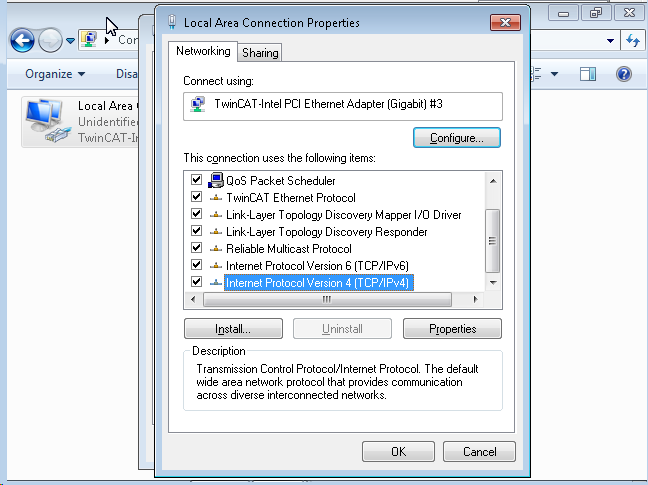 Local Area Connection Properties
Con
Organize
Disa
Networking
Sharing
Connect using:
TwinCAT-Intel PCI Ethernet Adapter (Gigabit) #3
Configure...
Local Area C
Unidentified
TwinCAT-In
This connection uses the following items:
QoS Packet Scheduler
TwinCAT Ethernet Protocol
Link-Layer Topology Discovery Mapper I/O Driver
Link-Layer Topology Discovery Responder
Reliable Multicast Protocol
Internet Protocol Version 6 (TCP/IPv6)
Internet Protocol Version 4 (TCP/IPv4)
Install...
Uninstall
Properties
Description
Transmission Control Protocol/Internet Protocol. The default
wide area network protocol that provides communication
across diverse interconnected networks.
OK
Cancel